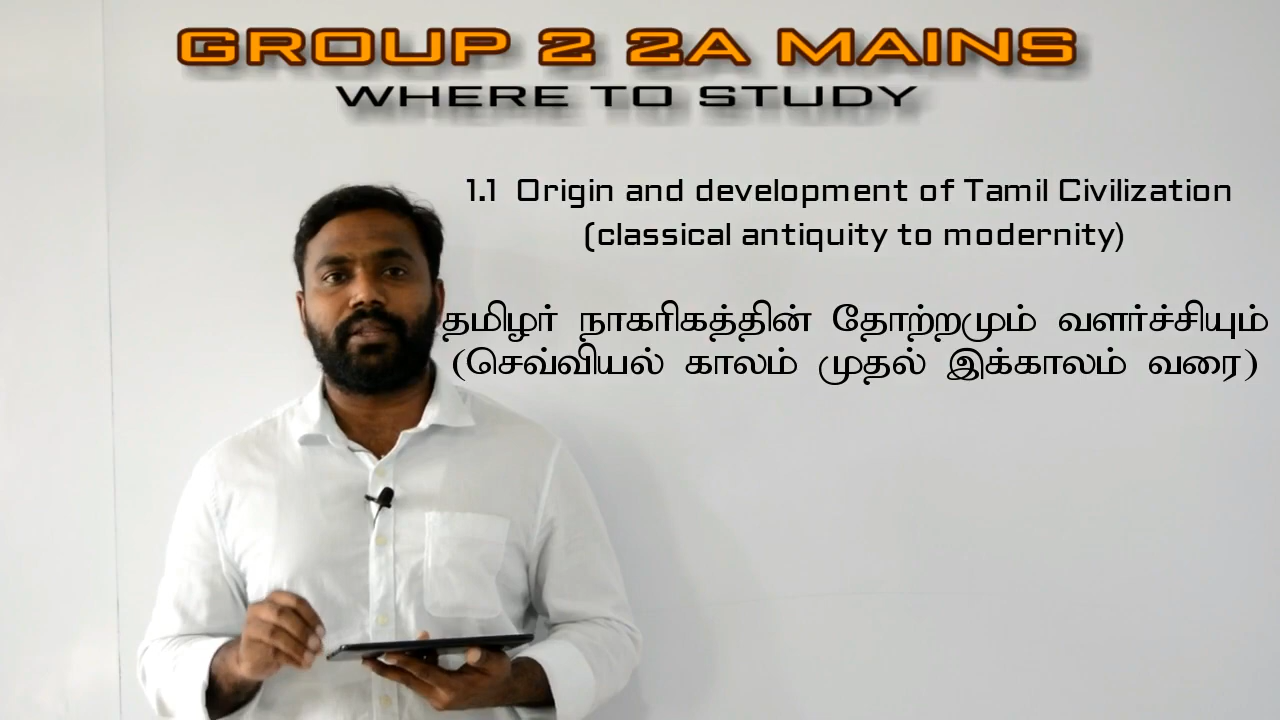 GROUP 2 2A MAINS
WHERE TO STUDY
1.1 Origin and development of Tamil Civilization
(classical antiquity to modernity)
தமிழர் நாகரிகத்தின் தோற்றமும் வளர்ச்சியும்
(செவ்வியல் காலம் முதல் இக்காலம் வரை)